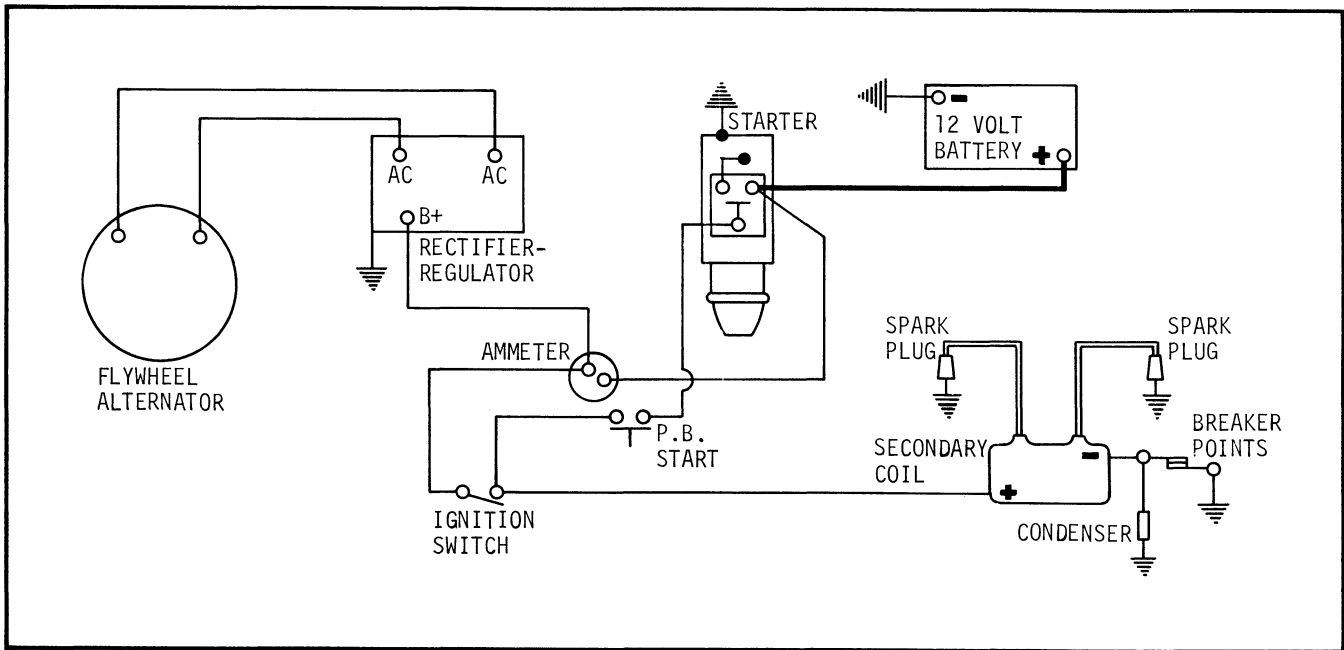 STARTER
12 VOLT
BATTERY
AC
AC
B+
RECTIFIER-
REGULATOR
FLYWHEEL
ALTERNATOR
AMMETER
P.B.
START
IGNITION
SWITCH
SPARK
PLUG
SPARK
PLUG
SECONDARY
COIL
BREAKER
POINTS
CONDENSER